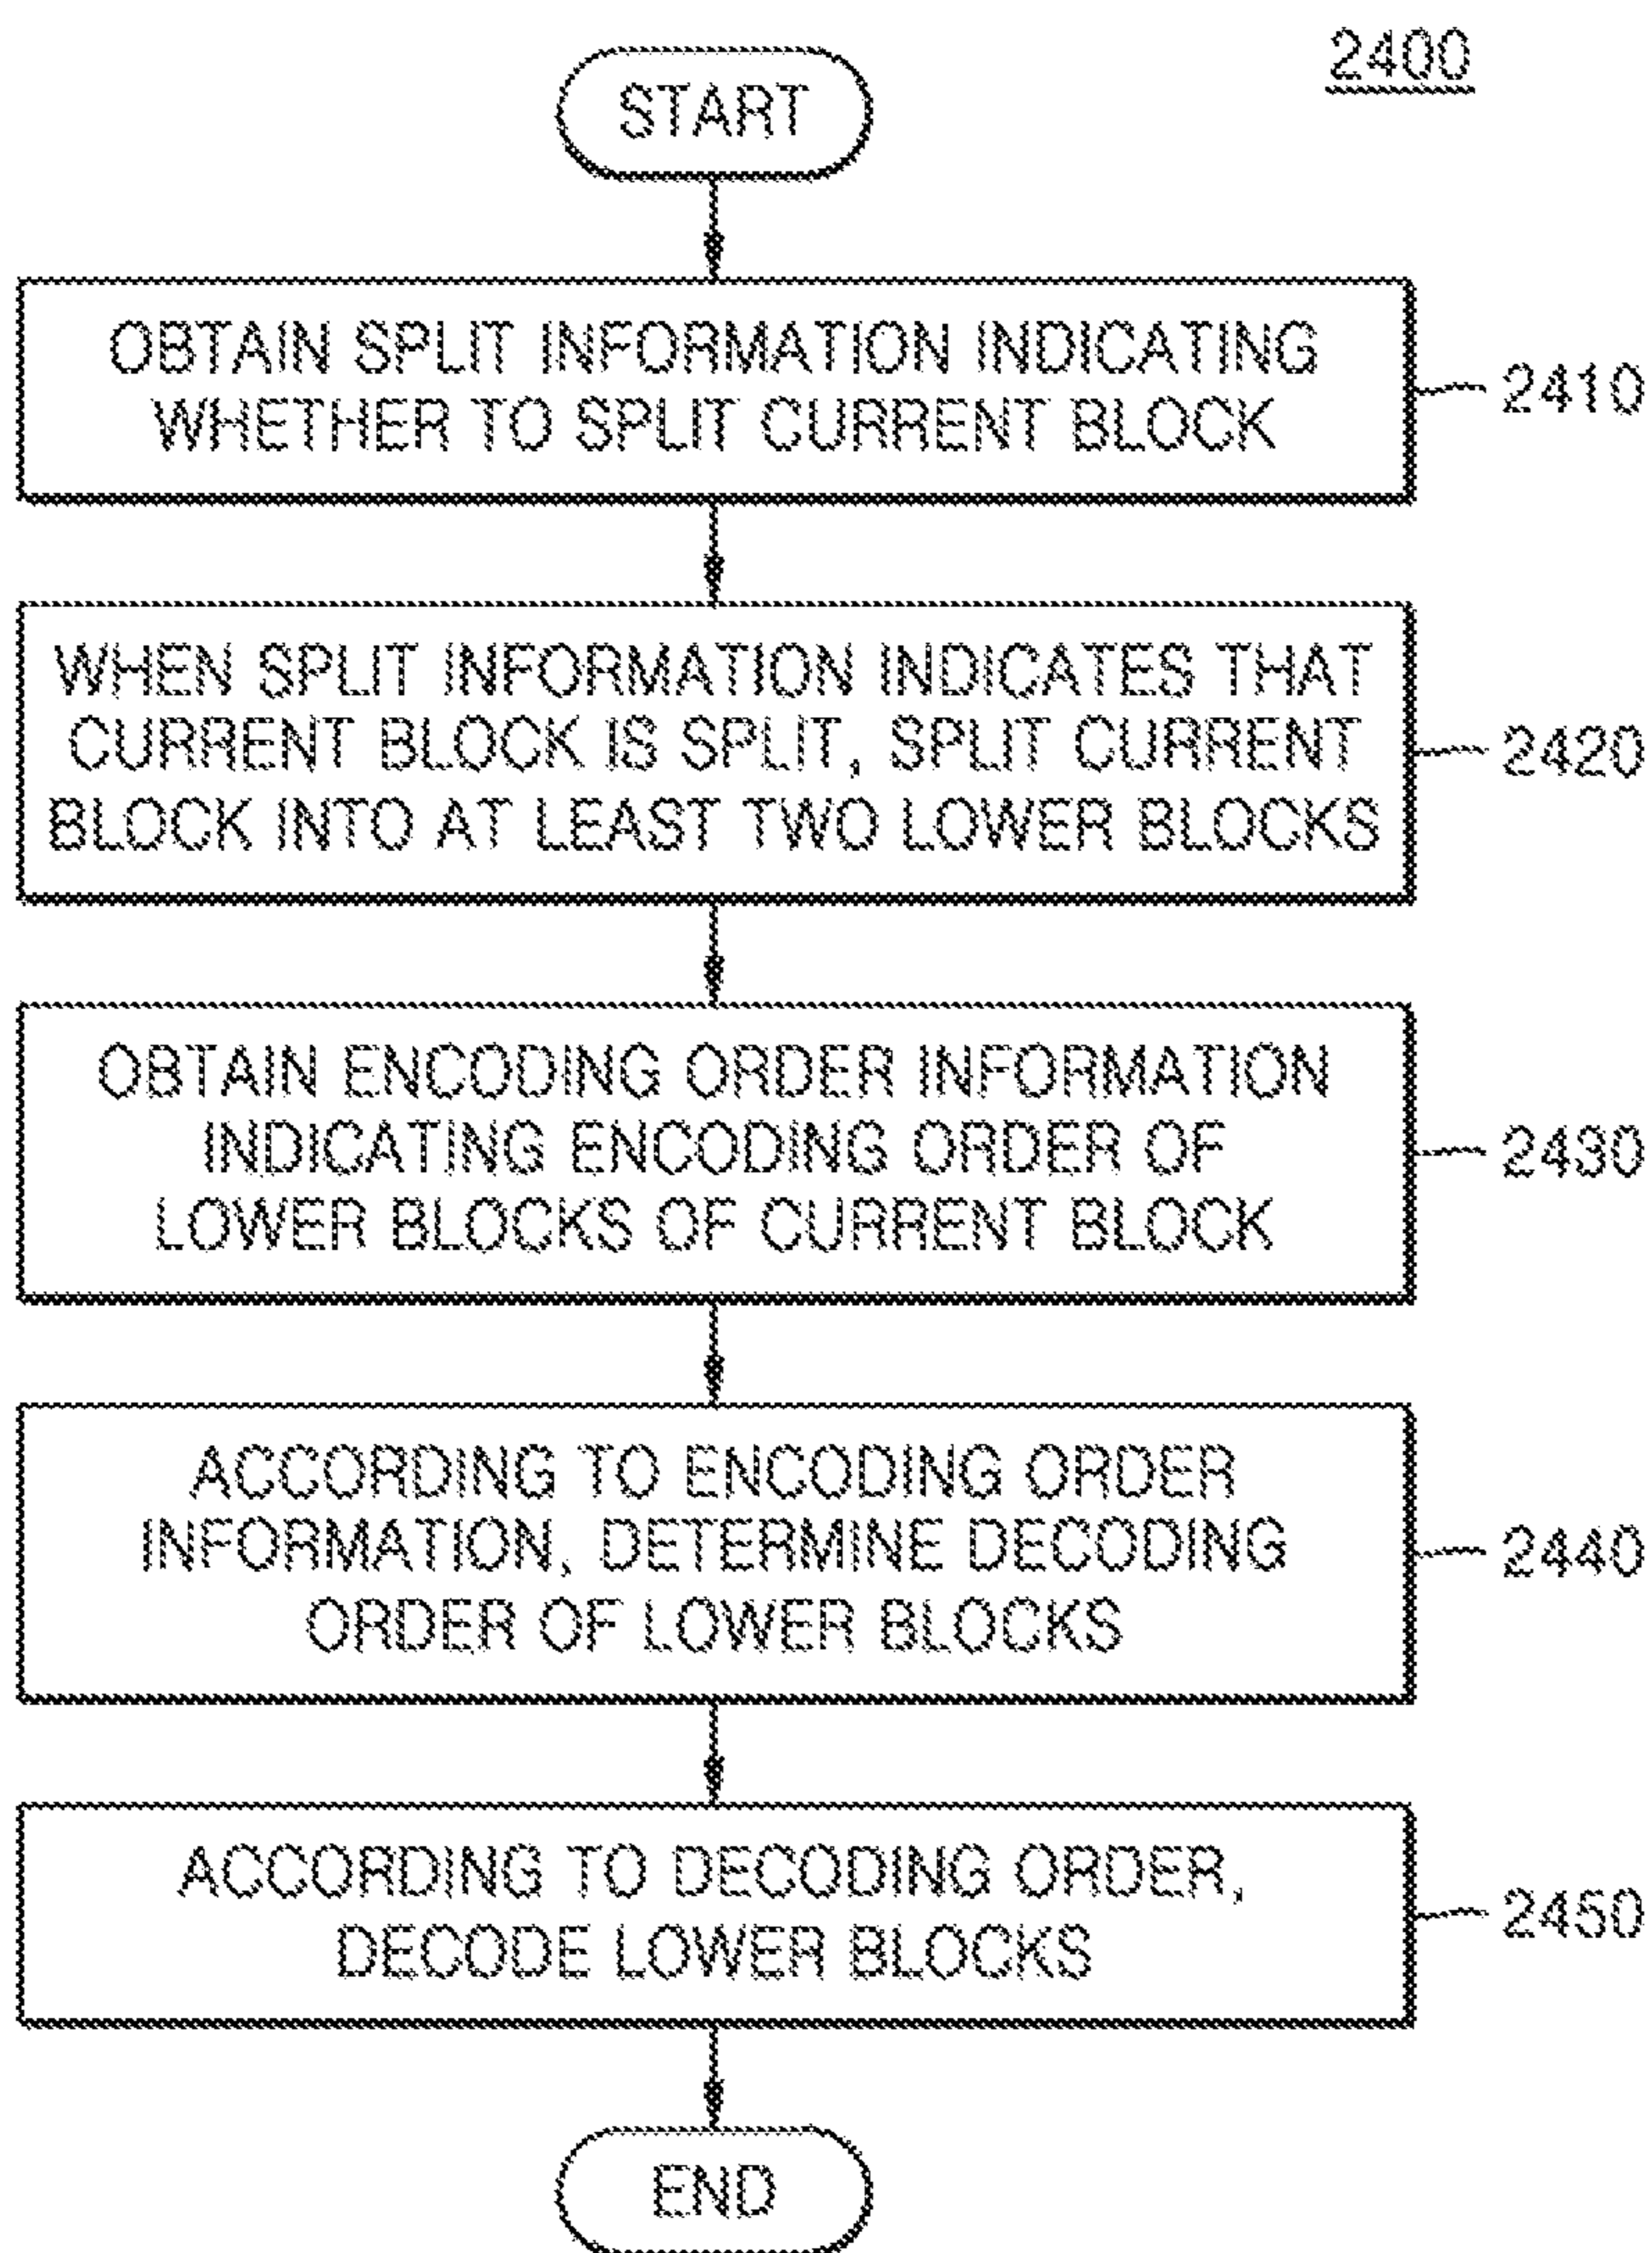 2400
START
OBTAIN SPLIT INFORMATION INDICATING
WHETHER TO SPLIT CURRENT BLOCK
2410
WHEN SPLIT INFORMATION INDICATES THAT
CURRENT BLOCK IS SPLIT, SPLIT CURRENT
BLOCK INTO AT LEAST TWO LOWER BLOCKS
2420
OBTAIN ENCODING ORDER INFORMATION
INDICATING ENCODING ORDER OF
LOWER BLOCKS OF CURRENT BLOCK
2430
ACCORDING TO ENCODING ORDER
INFORMATION, DETERMINE DECODING
ORDER OF LOWER BLOCKS
2440
ACCORDING TO DECODING ORDER,
DECODE LOWER BLOCKS
2450
END